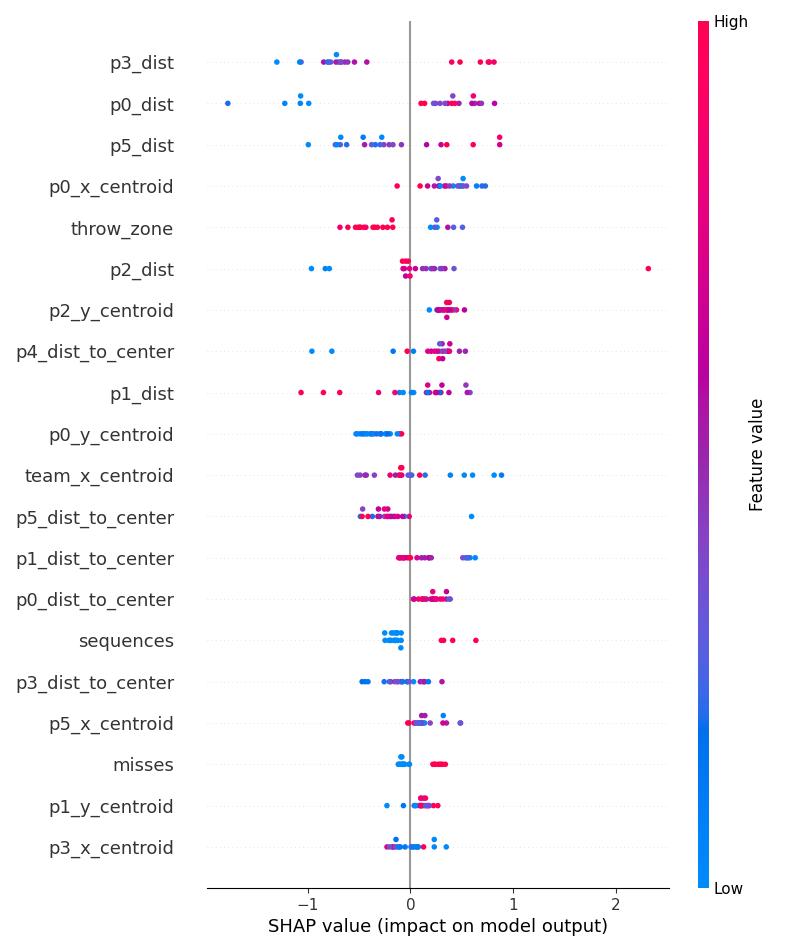 High
p3_dist
p0_dist
p5_dist
p0_x_centroid
throw_zone
p2_dist
p2_y_centroid
p4_dist_to_center
p1_dist
p0_y_centroid
team_x_centroid
p5_dist_to_center
p1_dist_to_center
p0_dist_to_center
sequences
p3_dist_to_center
p5_x_centroid
misses
p1_y_centroid
p3_x_centroid
Feature value
Low
−1 0 1 2
SHAP value (impact on model output)